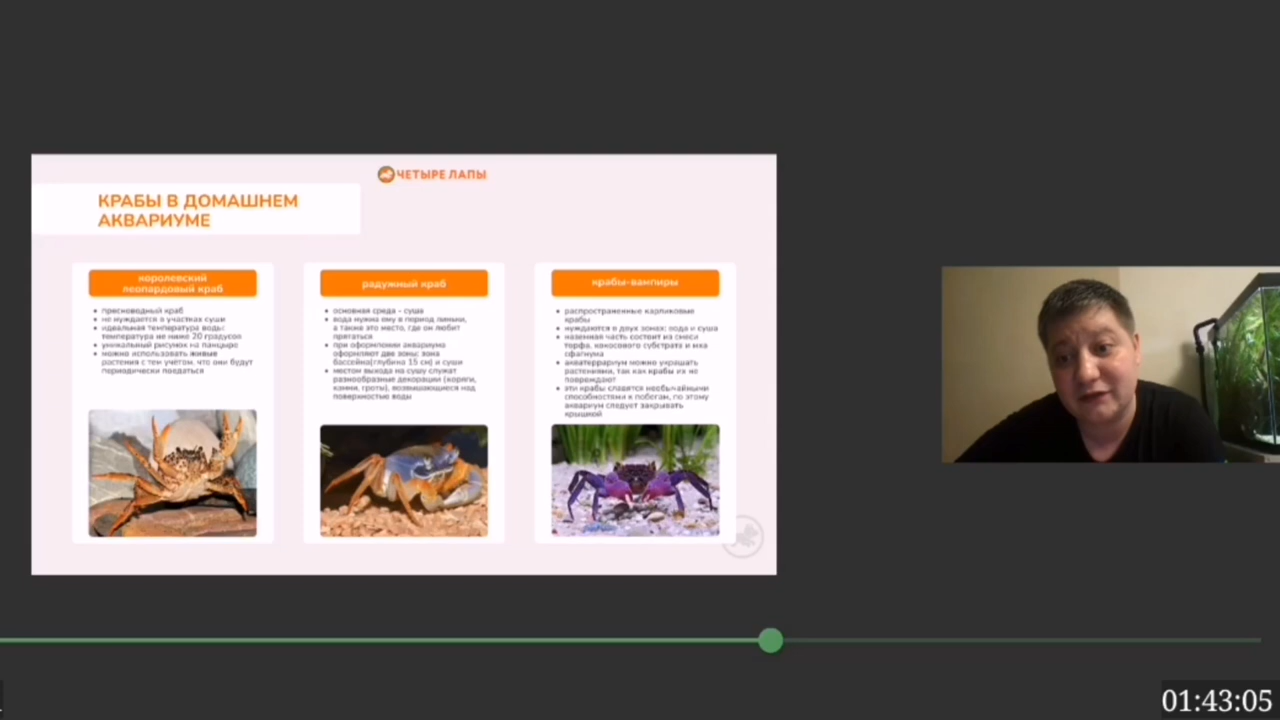 ЧЕТЫРЕ ЛАПЫ
КРАБЫ В ДОМАШНЕМ
АКВАРИУМЕ
королевский
леопардовый краб
• пресноводный краб
• не нуждается в участках суши
• идеальная температура воды:
температура не ниже 20 градусов
• уникальный рисунок на панцире
• можно использовать живые
растения с тем учётом, что они будут
периодически поедаться
радужный краб
• основная среда - суша
• вода нужна ему в период линьки,
а также это место, где он любит
прятаться
• при оформлении аквариума
оформляют две зоны: зона
бассейна(глубина 15 см) и суши
• местом выхода на сушу служат
разнообразные декорации (коряги,
камни, гроты), возвышающиеся над
поверхностью воды
крабы-вампиры
• распространенные карликовые
крабы
• нуждаются в двух зонах: вода и суша
• наземная часть состоит из смеси
торфа, кокосового субстрата и мха
сфагнума
• акватеррариум можно украшать
растениями, так как крабы их не
повреждают
• эти крабы славятся необычайными
способностями к побегам, по этому
аквариум следует закрывать
крышкой
01:43:05